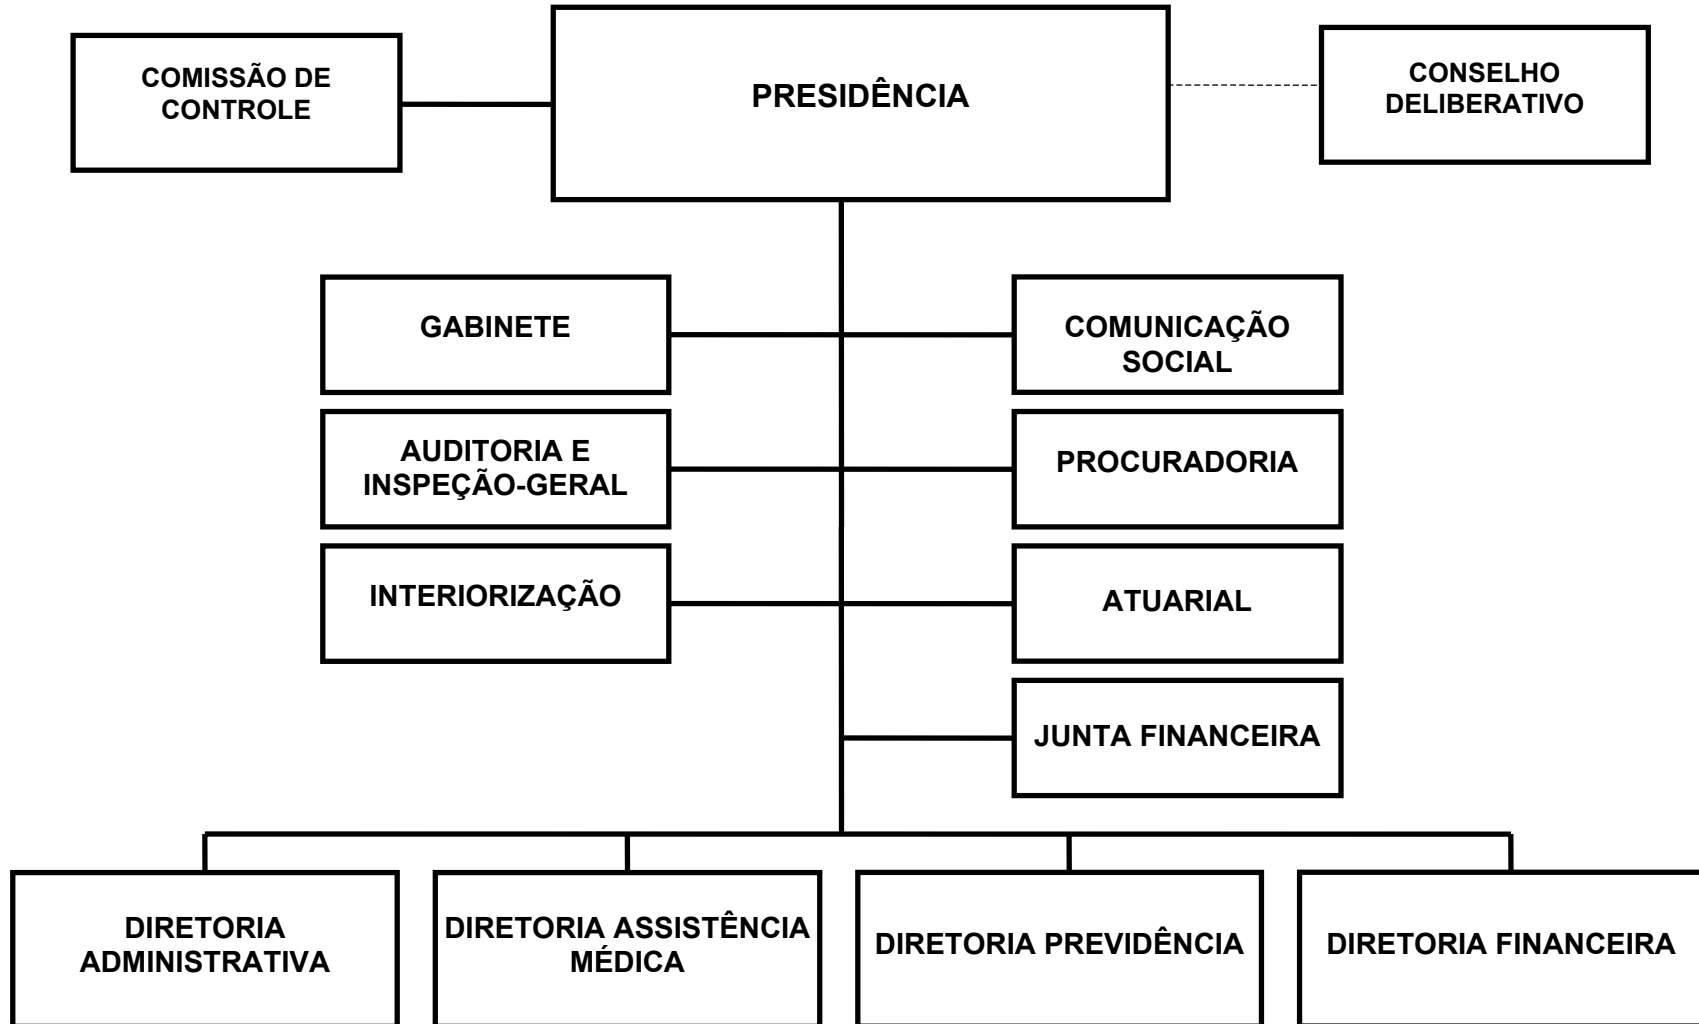 COMISSÃO DE
CONTROLE
PRESIDÊNCIA
CONSELHO
DELIBERATIVO
GABINETE
COMUNICAÇÃO
SOCIAL
AUDITORIA E
INSPEÇÃO-GERAL
PROCURADORIA
INTERIORIZAÇÃO
ATUARIAL
JUNTA FINANCEIRA
DIRETORIA
ADMINISTRATIVA
DIRETORIA ASSISTÊNCIA
MÉDICA
DIRETORIA PREVIDÊNCIA
DIRETORIA FINANCEIRA